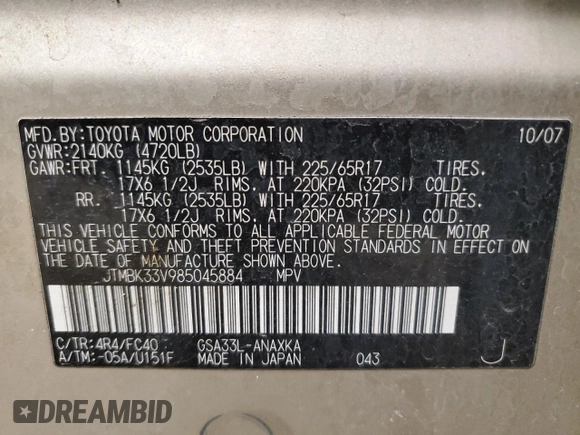 MFD.BY:TOYOTA MOTOR CORPORATION 10/07
GVWR:2140KG (4720LB)
GAWR:FRT. 1145KG (2535LB) WITH 225/65R17 TIRES.
17X6 1/2J RIMS. AT 220KPA (32PSI) COLD.
RR. 1145KG (2535LB) WITH 225/65R17 TIRES.
17X6 1/2J RIMS. AT 220KPA (32PSI) COLD.
THIS VEHICLE CONFORMS TO ALL APPLICABLE FEDERAL MOTOR
VEHICLE SAFETY AND THEFT PREVENTION STANDARDS IN EFFECT ON
THE DATE OF MANUFACTURE SHOWN ABOVE.
JTMBK33V985045884 MPV
C/TR:4R4/FC40 GSA33L-ANAXKA
A/TM:-05A/U151F MADE IN JAPAN 043 J
DREAMBID